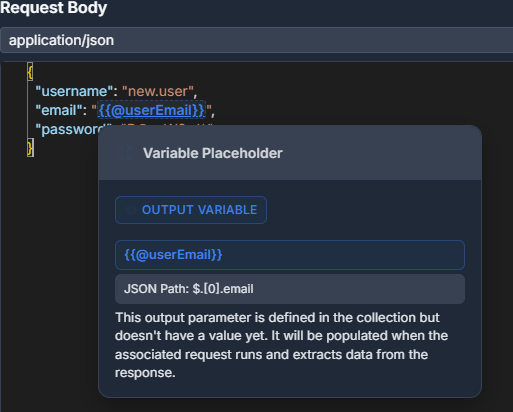 Request Body
application/json
{
"username": "new.user",
"email": "{{@userEmail}}",
"password":
}
Variable Placeholder
OUTPUT VARIABLE
{{@userEmail}}
JSON Path: $.[0].email
This output parameter is defined in the collection but
doesn't have a value yet. It will be populated when the
associated request runs and extracts data from the
response.